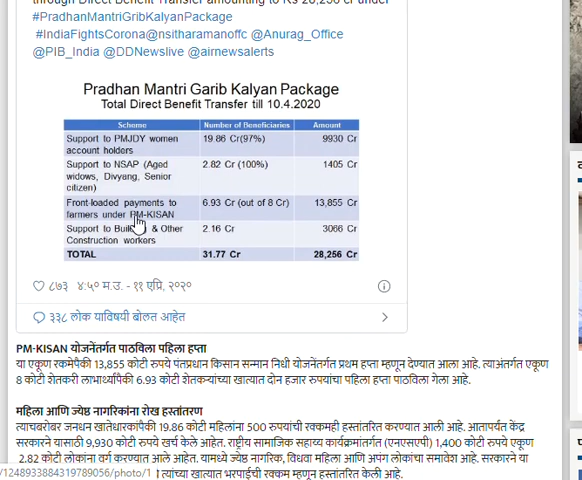 through Direct Benefit Transfer amounting to Rs 28,256 cr under
#PradhanMantriGribKalyanPackage
#IndiaFightsCorona@nsitharamanoffc @Anurag_Office
@PIB_India @DDNewslive @airnewsalerts
Pradhan Mantri Garib Kalyan Package
Total Direct Benefit Transfer till 10.4.2020
Scheme Number of Beneficiaries Amount
Support to PMJDY women 19.86 Cr(97%) 9930 Cr
account holders
Support to NSAP (Aged 2.82 Cr (100%) 1405 Cr
widows, Divyang, Senior
citizen)
Front-loaded payments to 6.93 Cr (out of 8 Cr) 13,855 Cr
farmers under PM-KISAN
Support to & Other 2.16 Cr 3066 Cr
Construction workers
TOTAL 31.77 Cr 28,256 Cr
८७३ ४:५० म.उ. - ११ एप्रि, २०२०
३३८ लोक याविषयी बोलत आहेत
PM-KISAN योजनेंतर्गत पाठविला पहिला हप्ता
या एकूण रकमेपैकी 13,855 कोटी रुपये पंतप्रधान किसान सन्मान निधी योजनेंतर्गत प्रथम हप्ता म्हणून देण्यात आला आहे. त्याअंतर्गत एकूण
8 कोटी शेतकरी लाभार्थ्यांपैकी 6.93 कोटी शेतकऱ्यांच्या खात्यात दोन हजार रुपयांचा पहिला हप्ता पाठविला गेला आहे.
महिला आणि ज्येष्ठ नागरिकांना रोख हस्तांतरण
त्याचबरोबर जनधन खातेधारकांपैकी 19.86 कोटी महिलांना 500 रुपयांची रक्कमही हस्तांतरित करण्यात आली आहे. आतापर्यंत केंद्र
सरकारने यासाठी 9,930 कोटी रुपये खर्च केले आहेत. राष्ट्रीय सामाजिक सहाय्य कार्यक्रमांतर्गत (एनएसएपी) 1,400 कोटी रुपये एकूण
2.82 कोटी लोकांना वर्ग करण्यात आले आहेत. यामध्ये ज्येष्ठ नागरिक, विधवा महिला आणि अपंग लोकांचा समावेश आहे. सरकारने या
/1248933884319789056/photo/1 त्यांच्या खात्यात भरपाईची रक्कम म्हणून हस्तांतरित केली आहे.